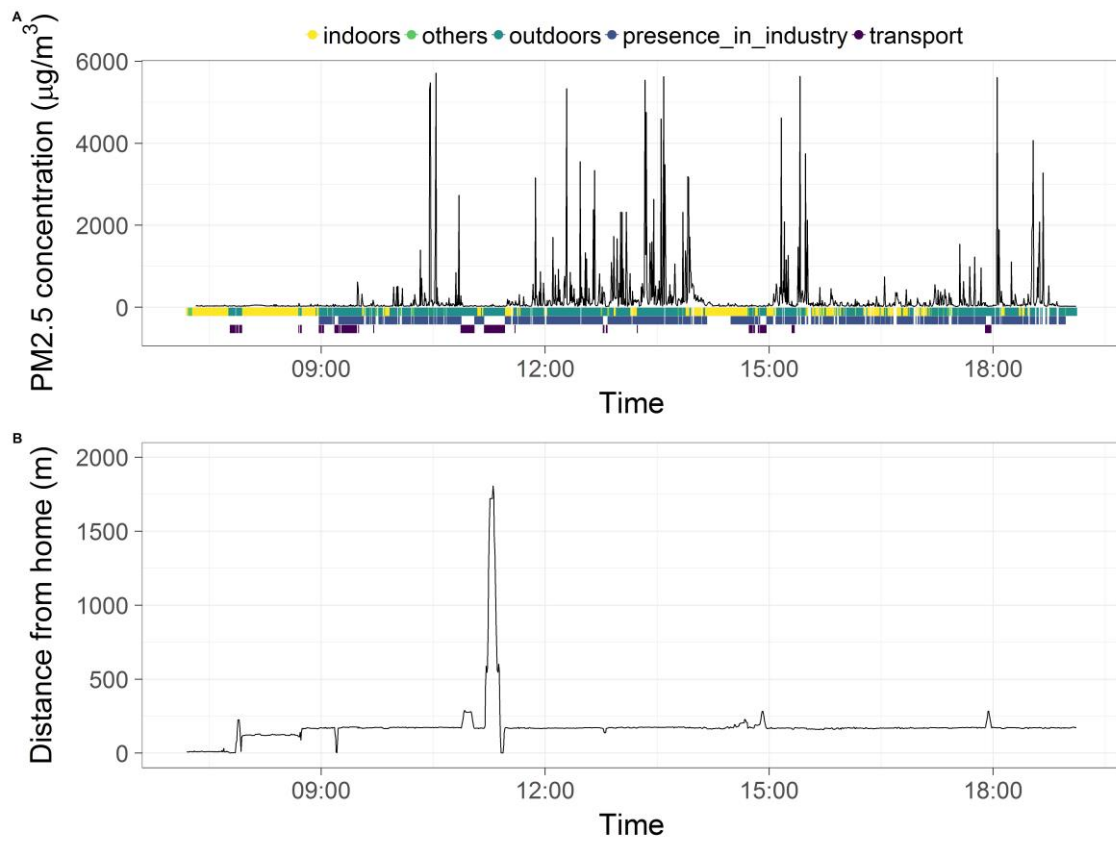 A
indoors others outdoors presence_in_industry transport
PM2.5 concentration (μg/m³)
6000
4000
2000
0
09:00 12:00 15:00 18:00
Time
B
Distance from home (m)
2000
1500
1000
500
0
09:00 12:00 15:00 18:00
Time